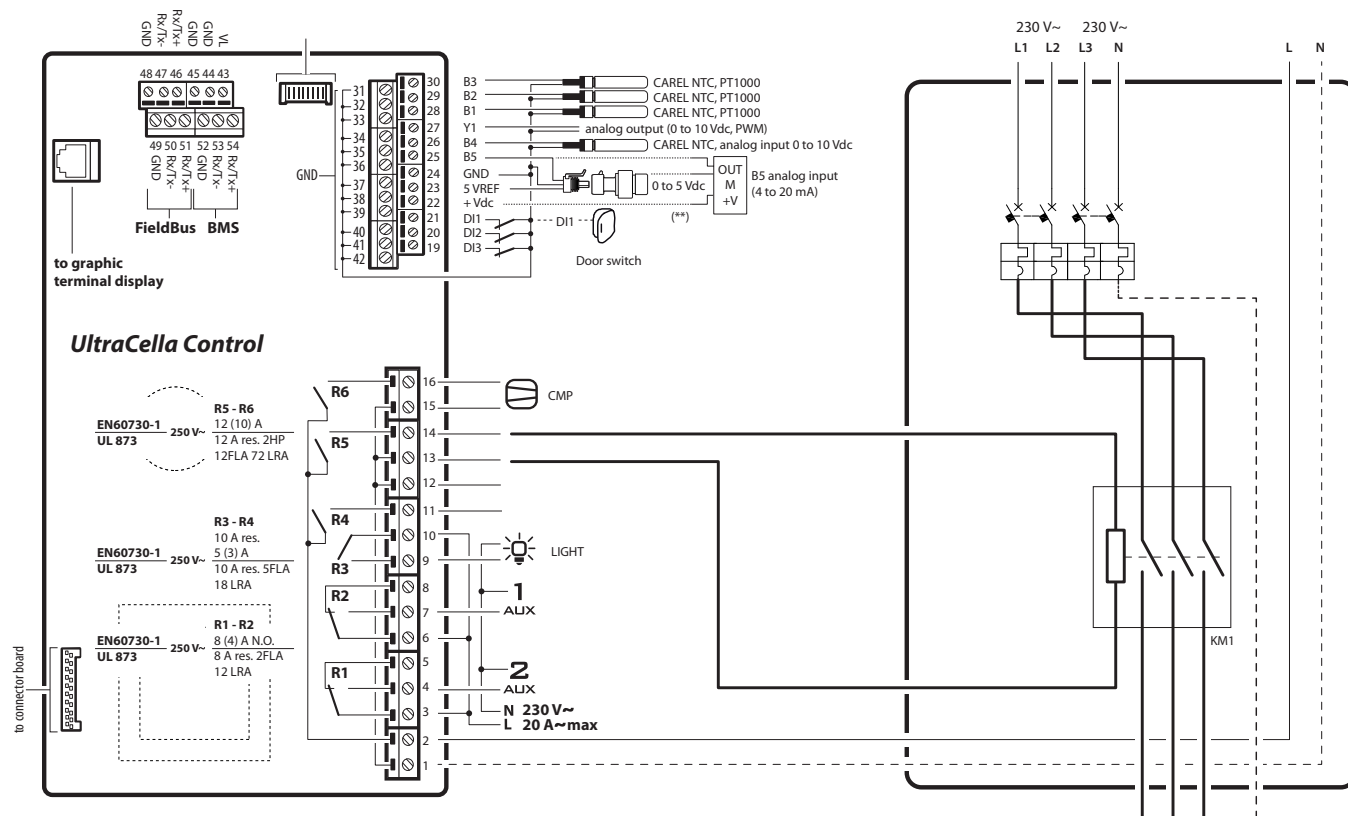 GND
Rx/Tx-
Rx/Tx+
GND
GND
VL
48 47 46 45 44 43
49 50 51 52 53 54
GND
Rx/Tx-
Rx/Tx+
GND
Rx/Tx-
Rx/Tx+
FieldBus BMS
to graphic
terminal display
UltraCella Control
GND
31
32
33
34
35
36
37
38
39
40
41
42
30
29
28
27
26
25
24
23
22
21
20
19
B3 CAREL NTC, PT1000
B2 CAREL NTC, PT1000
B1 CAREL NTC, PT1000
Y1 analog output (0 to 10 Vdc, PWM)
B4 CAREL NTC, analog input 0 to 10 Vdc
B5
GND
5 VREF
+ Vdc
DI1
DI2
DI3
0 to 5 Vdc
(**)
OUT
M
+V
B5 analog input
(4 to 20 mA)
DI1
Door switch
R5 - R6
EN60730-1
UL 873
250 V~
12 (10) A
12 A res. 2HP
12FLA 72 LRA
R3 - R4
EN60730-1
UL 873
250 V~
10 A res.
5 (3) A
10 A res. 5FLA
18 LRA
R1 - R2
EN60730-1
UL 873
250 V~
8 (4) A N.O.
8 A res. 2FLA
12 LRA
to connector board
R6
R5
R4
R3
R2
R1
16
15
14
13
12
11
10
9
8
7
6
5
4
3
2
1
CMP
LIGHT
1
AUX
2
AUX
N 230 V~
L 20 A~max
230 V~ 230 V~
L1 L2 L3 N
L N
KM1